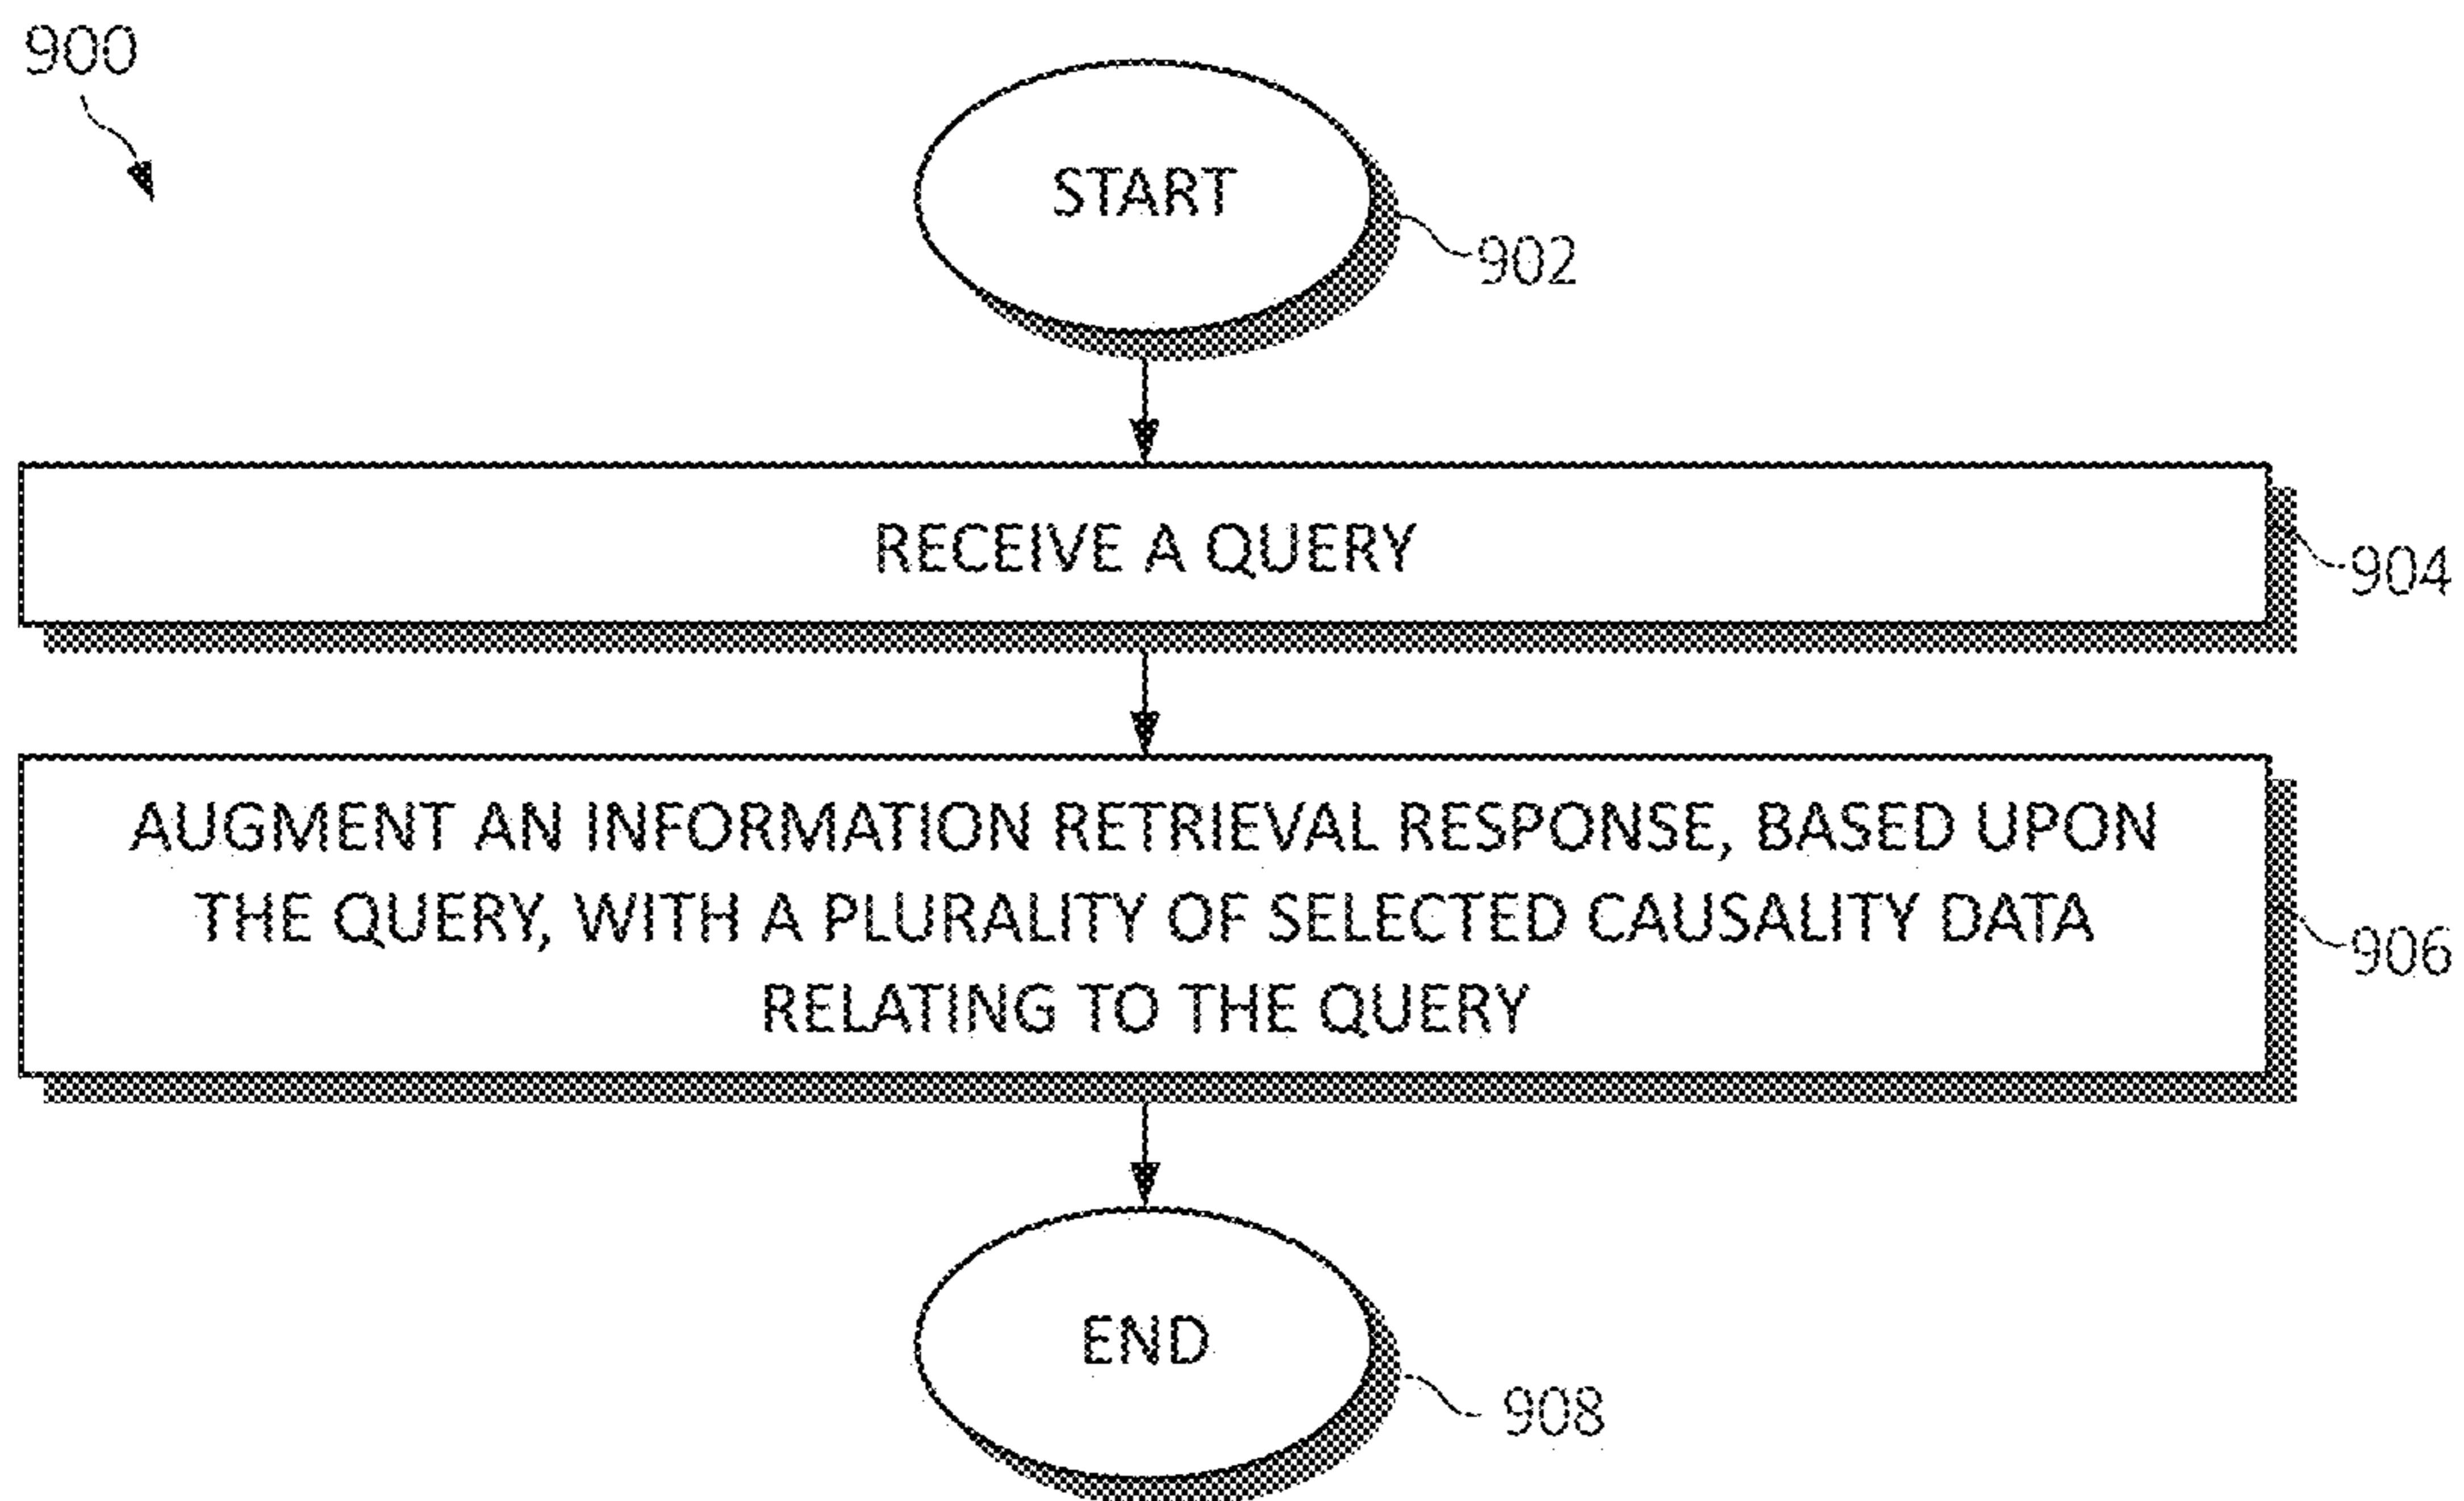 900
START
902
RECEIVE A QUERY
904
AUGMENT AN INFORMATION RETRIEVAL RESPONSE, BASED UPON
THE QUERY, WITH A PLURALITY OF SELECTED CAUSALITY DATA
906
RELATING TO THE QUERY
END
908